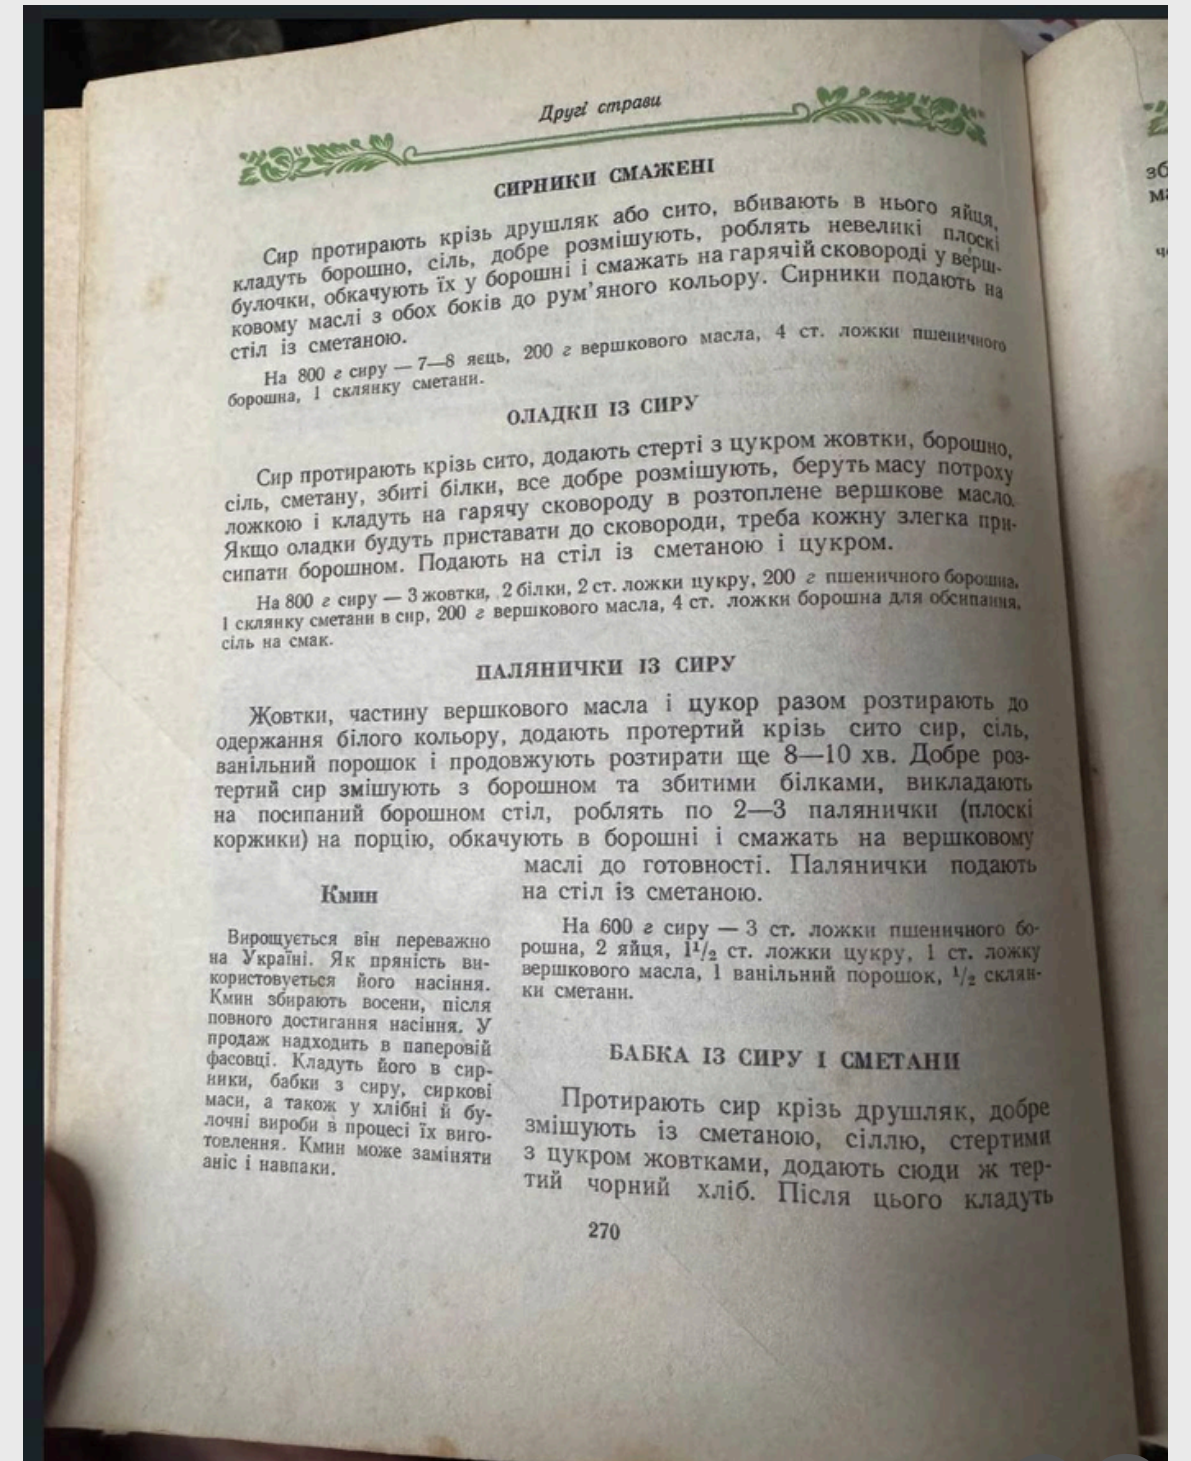 Другі страви
СИРНИКИ СМАЖЕНІ
Сир протирають крізь друшляк або сито, вбивають в нього яйця,
кладуть борошно, сіль, добре розмішують, роблять невеликі плоскі
булочки, обкачують їх у борошні і смажать на гарячій сковороді у верш-
ковому маслі з обох боків до рум’яного кольору. Сирники подають на
стіл із сметаною.
На 800 г сиру — 7—8 яєць, 200 г вершкового масла, 4 ст. ложки пшеничного
борошна, 1 склянку сметани.
ОЛАДКИ ІЗ СИРУ
Сир протирають крізь сито, додають стерті з цукром жовтки, борошно,
сіль, сметану, збиті білки, все добре розмішують, беруть масу потроху
ложкою і кладуть на гарячу сковороду в розтоплене вершкове масло.
Якщо оладки будуть приставати до сковороди, треба кожну злегка при-
сипати борошном. Подають на стіл із сметаною і цукром.
На 800 г сиру — 3 жовтки, 2 білки, 2 ст. ложки цукру, 200 г пшеничного борошна,
1 склянку сметани в сир, 200 г вершкового масла, 4 ст. ложки борошна для обсипання,
сіль на смак.
ПАЛЯНИЧКИ ІЗ СИРУ
Жовтки, частину вершкового масла і цукор разом розтирають до
одержання білого кольору, додають протертий крізь сито сир, сіль,
ванільний порошок і продовжують розтирати ще 8—10 хв. Добре роз-
тертий сир змішують з борошном та збитими білками, викладають
на посипаний борошном стіл, роблять по 2—3 палянички (плоскі
коржики) на порцію, обкачують в борошні і смажать на вершковому
маслі до готовності. Палянички подають
на стіл із сметаною.
На 600 г сиру — 3 ст. ложки пшеничного бо-
рошна, 2 яйця, 1¹/₂ ст. ложки цукру, 1 ст. ложку
вершкового масла, 1 ванільний порошок, ¹/₂ склян-
ки сметани.
Кмин
Вирощується він переважно
на Україні. Як пряність ви-
користовується його насіння.
Кмин збирають восени, після
повного достигання насіння. У
продаж надходить в паперовій
фасовці. Кладуть його в сир-
ники, бабки з сиру, сиркові
маси, а також у хлібні й бу-
лочні вироби в процесі їх виго-
товлення. Кмин може заміняти
аніс і навпаки.
БАБКА ІЗ СИРУ І СМЕТАНИ
Протирають сир крізь друшляк, добре
змішують із сметаною, сіллю, стертими
з цукром жовтками, додають сюди ж тер-
тий чорний хліб. Після цього кладуть
270